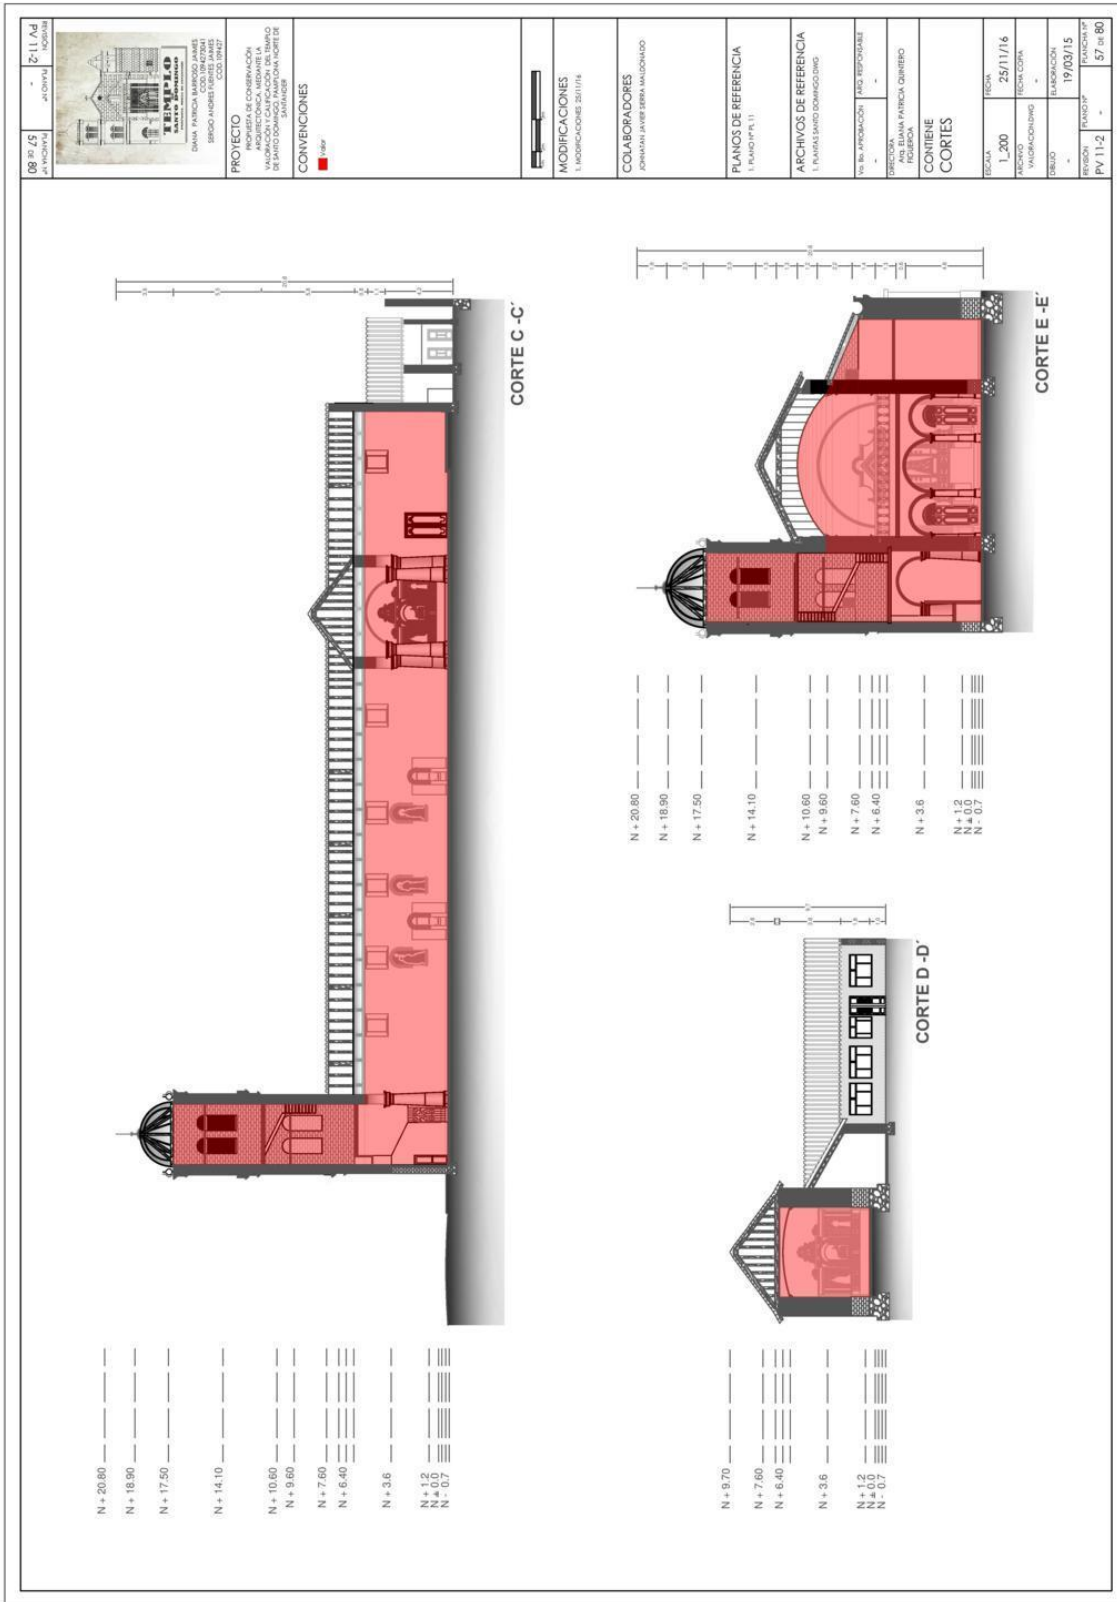 REVISIÓN
PV 11-2
PLANO Nº
-
PLANCHA Nº
57 DE 80
TEMPLO
SANTO DOMINGO
DIANA PATRICIA BARROSO JAIMES
COD:1094273041
SERGIO ANDRES FUENTES JAIMES
PROYECTO
PROPUESTA DE CONSERVACIÓN
ARQUITECTÓNICA, MEDIANTE LA
VALORACIÓN Y CALIFICACIÓN DEL TEMPLO
DE SANTO DOMINGO, PAMPLONA NORTE DE
SANTANDER
CONVENCIONES
Valor
MODIFICACIONES
1. MODIFICACIONES 25/11/16
COLABORADORES
JOHNATAN JAVIER SERRA MALDONADO
PLANOS DE REFERENCIA
1. PLANO Nº PL 11
ARCHIVOS DE REFERENCIA
1. PLANTAS SANTO DOMINGO.DWG
Vo. Bo. APROBACIÓN
-
ARQ. RESPONSABLE
-
DIRECTORA
Arq. ELIANA PATRICIA QUINTERO
FIGUEROA
CONTIENE
CORTES
ESCALA
1_200
FECHA
25/11/16
ARCHIVO
VALORACION.DWG
FECHA COPIA
-
DIBUJO
-
ELABORACIÓN
19/03/15
REVISIÓN
PV 11-2
PLANO Nº
-
PLANCHA Nº
57 DE 80
N + 20.80
N + 18.90
N + 17.50
N + 14.10
N + 10.60
N + 9.60
N + 7.60
N + 6.40
N + 3.6
N + 1.2
N ± 0.0
N - 0.7
CORTE C -C´
N + 9.70
N + 7.60
N + 6.40
N + 3.6
N + 1.2
N ± 0.0
N - 0.7
CORTE D -D´
N + 20.80
N + 18.90
N + 17.50
N + 14.10
N + 10.60
N + 9.60
N + 7.60
N + 6.40
N + 3.6
N + 1.2
N ± 0.0
N - 0.7
CORTE E -E´